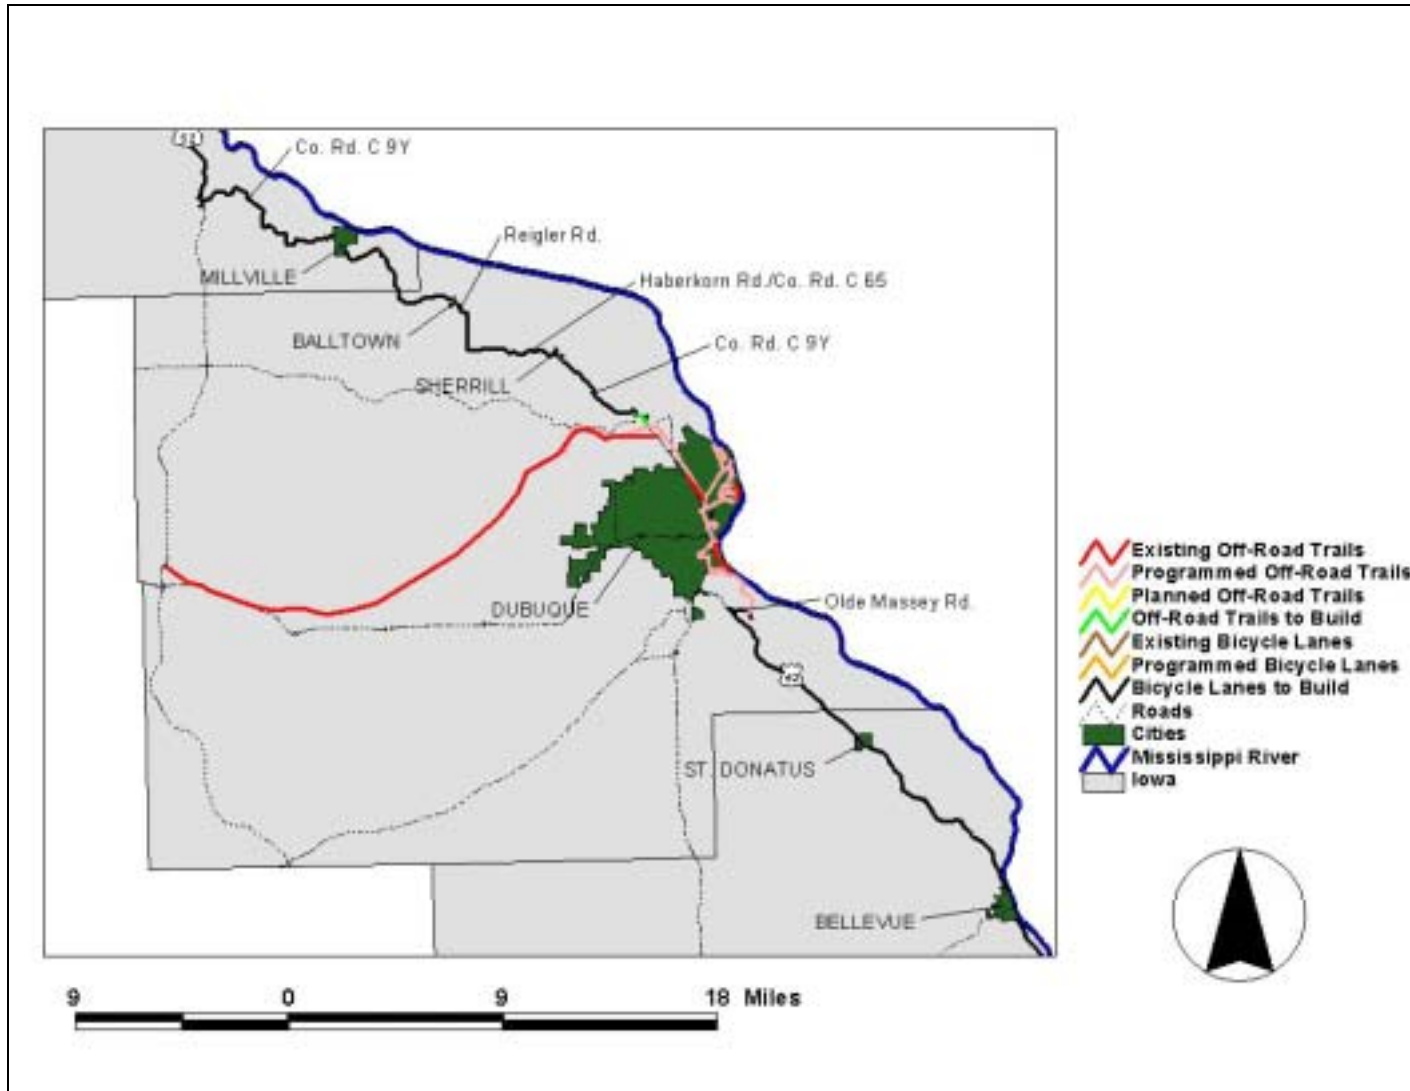 52
Co. Rd. C 9Y
Reigler Rd.
MILLVILLE
Haberkorn Rd./Co. Rd. C 65
BALLTOWN
Co. Rd. C 9Y
SHERRILL
DUBUQUE
Olde Massey Rd.
ST. DONATUS
BELLEVUE
Existing Off-Road Trails
Programmed Off-Road Trails
Planned Off-Road Trails
Off-Road Trails to Build
Existing Bicycle Lanes
Programmed Bicycle Lanes
Bicycle Lanes to Build
Roads
Cities
Mississippi River
Iowa
9 0 9 18 Miles